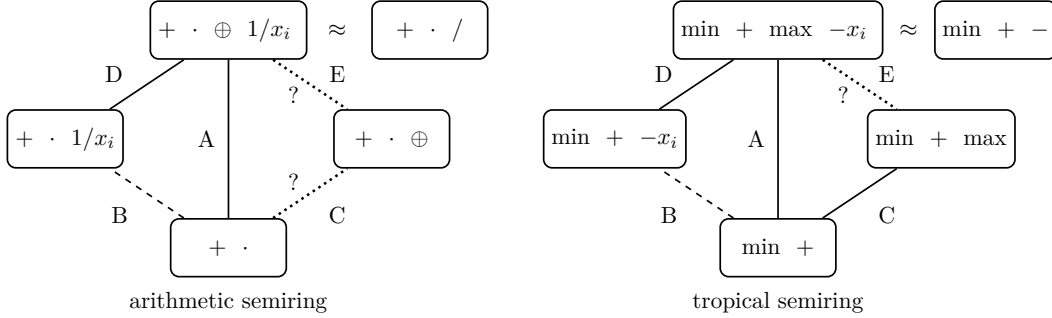 + · ⊕ 1/xᵢ ≈ + · /
D E
?
+ · 1/xᵢ A + · ⊕
?
B C
+ ·
arithmetic semiring
min + max −xᵢ ≈ min + −
D E
?
min + −xᵢ A min + max
B C
min +
tropical semiring